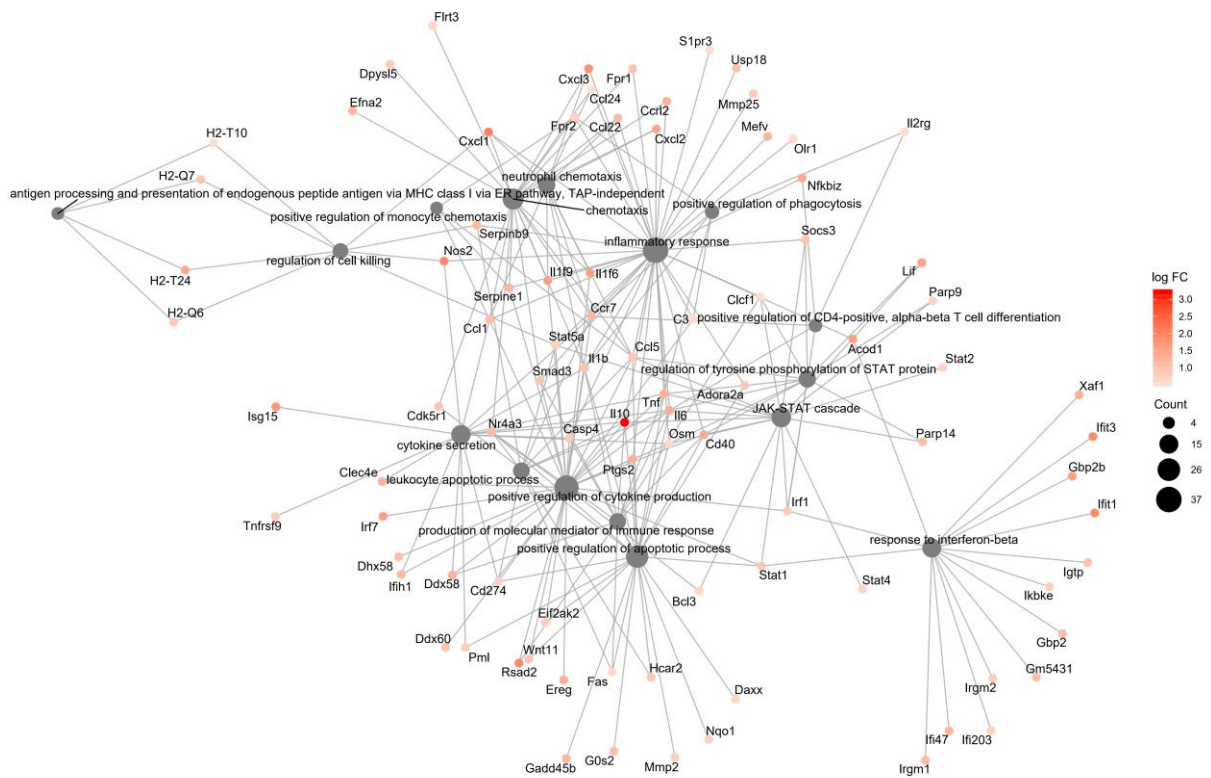 Flrt3
S1pr3
Dpysl5
Cxcl3
Fpr1
Usp18
Efna2
Ccl24
Ccrl2
Mmp25
H2-T10
Fpr2
Ccl22
Mefv
Il2rg
Cxcl1
Cxcl2
Olr1
H2-Q7
neutrophil chemotaxis
Nfkbiz
antigen processing and presentation of endogenous peptide antigen via MHC class I via ER pathway, TAP-independent
positive regulation of phagocytosis
chemotaxis
positive regulation of monocyte chemotaxis
Serpinb9
inflammatory response
Socs3
Nos2
regulation of cell killing
H2-T24
Il1f9
Il1f6
Lif
log FC
3.0
2.5
2.0
1.5
1.0
Serpine1
Clcf1
Parp9
H2-Q6
Ccr7
C3
positive regulation of CD4-positive, alpha-beta T cell differentiation
Ccl1
Stat5a
Ccl5
Acod1
Il1b
regulation of tyrosine phosphorylation of STAT protein
Stat2
Smad3
Adora2a
Xaf1
Tnf
Count
4
15
26
37
Isg15
Cdk5r1
Il10
Il6
JAK-STAT cascade
Nr4a3
Casp4
Osm
Ifit3
cytokine secretion
Cd40
Parp14
Gbp2b
Clec4e
leukocyte apoptotic process
Ptgs2
positive regulation of cytokine production
Ifit1
Tnfrsf9
Irf7
Irf1
production of molecular mediator of immune response
response to interferon-beta
positive regulation of apoptotic process
Dhx58
Igtp
Ifih1
Ddx58
Cd274
Stat1
Stat4
Ikbke
Bcl3
Eif2ak2
Gbp2
Ddx60
Pml
Wnt11
Gm5431
Rsad2
Hcar2
Ereg
Fas
Daxx
Irgm2
Nqo1
Ifi47
Ifi203
Gadd45b
G0s2
Mmp2
Irgm1